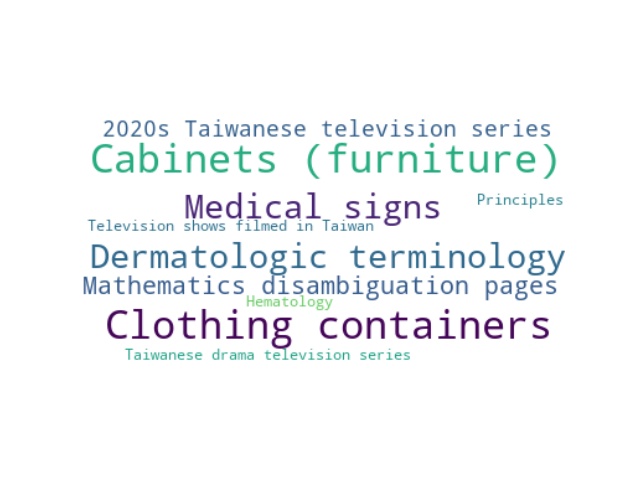 2020s Taiwanese television series
Cabinets (furniture)
Medical signs
Principles
Television shows filmed in Taiwan
Dermatologic terminology
Mathematics disambiguation pages
Hematology
Clothing containers
Taiwanese drama television series